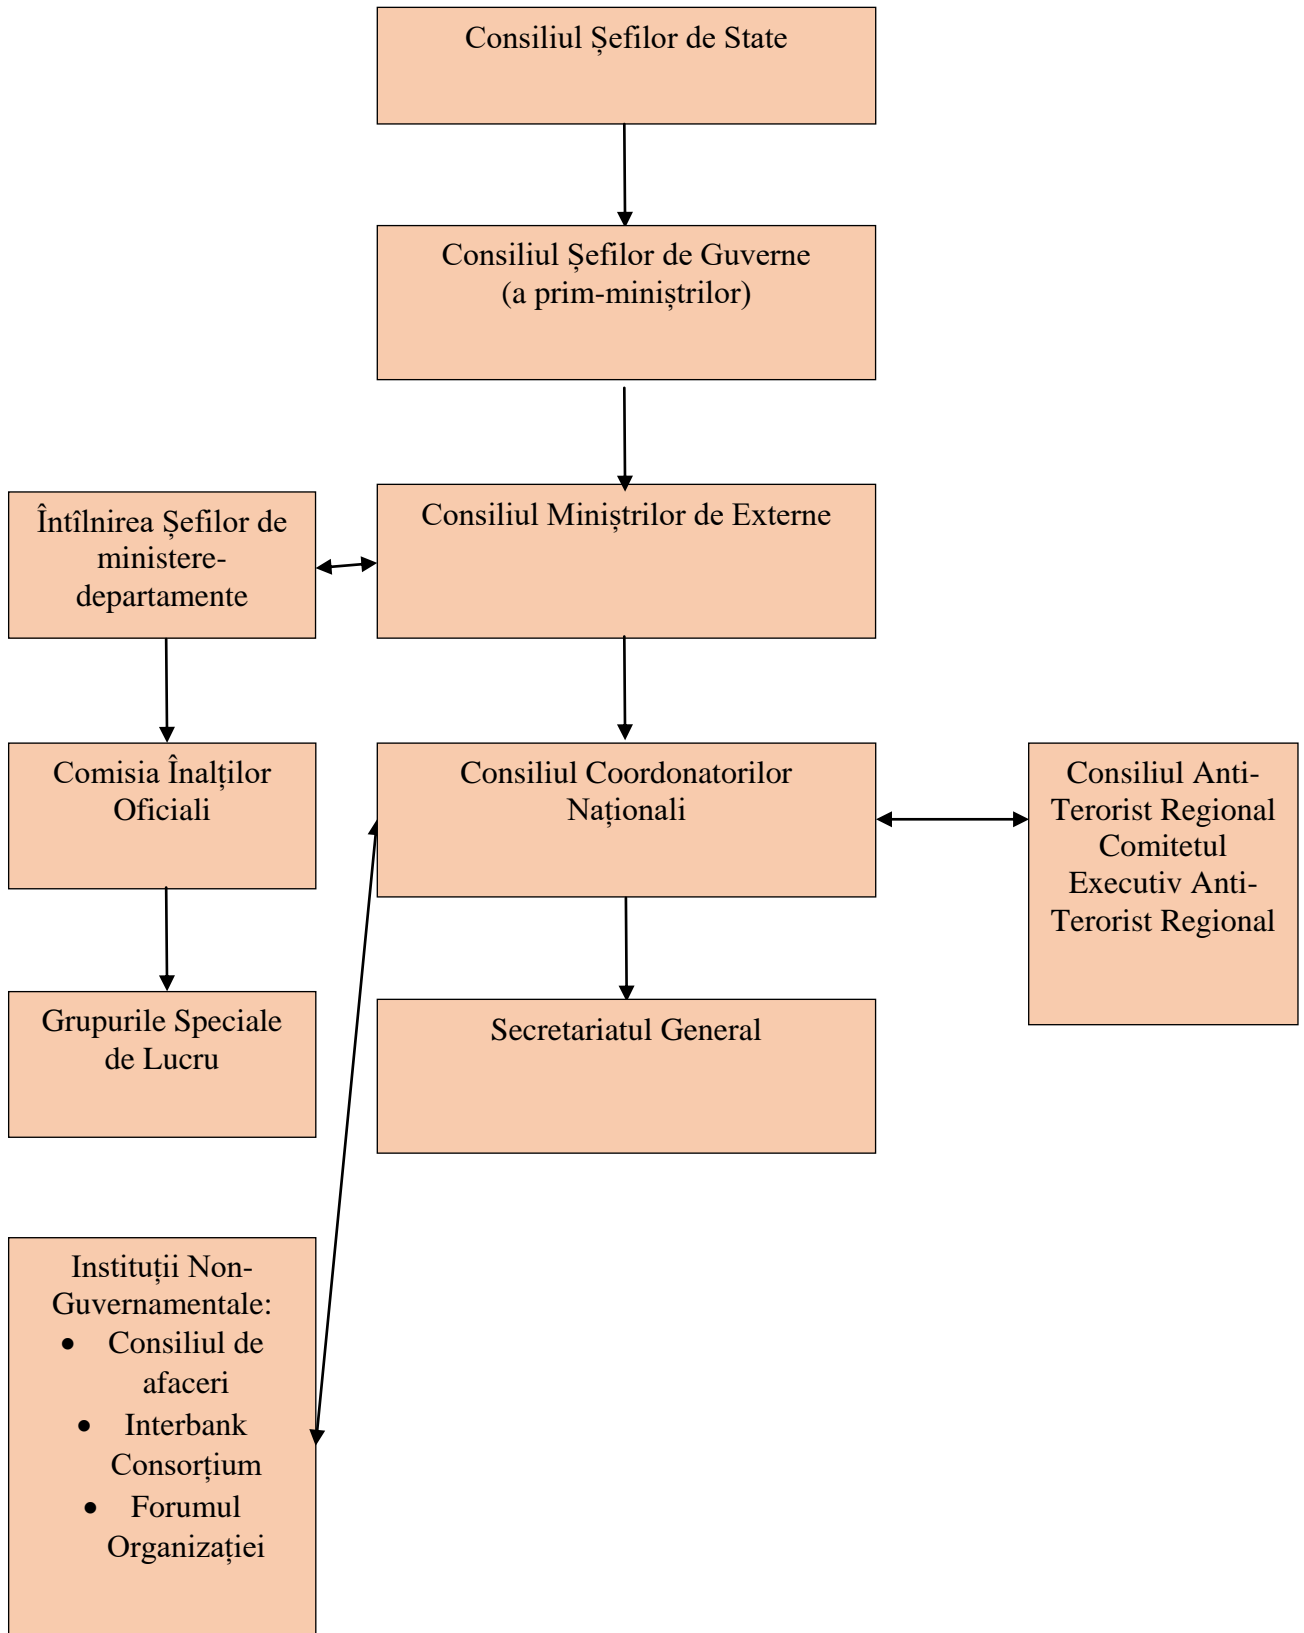 Consiliul Șefilor de State
Consiliul Șefilor de Guverne
(a prim-miniștrilor)
Întîlnirea Șefilor de
ministere-
departamente
Consiliul Miniștrilor de Externe
Comisia Înalților
Oficiali
Consiliul Coordonatorilor
Naționali
Consiliul Anti-
Terorist Regional
Comitetul
Executiv Anti-
Terorist Regional
Grupurile Speciale
de Lucru
Secretariatul General
Instituții Non-
Guvernamentale:
• Consiliul de
afaceri
• Interbank
Consorțium
• Forumul
Organizației